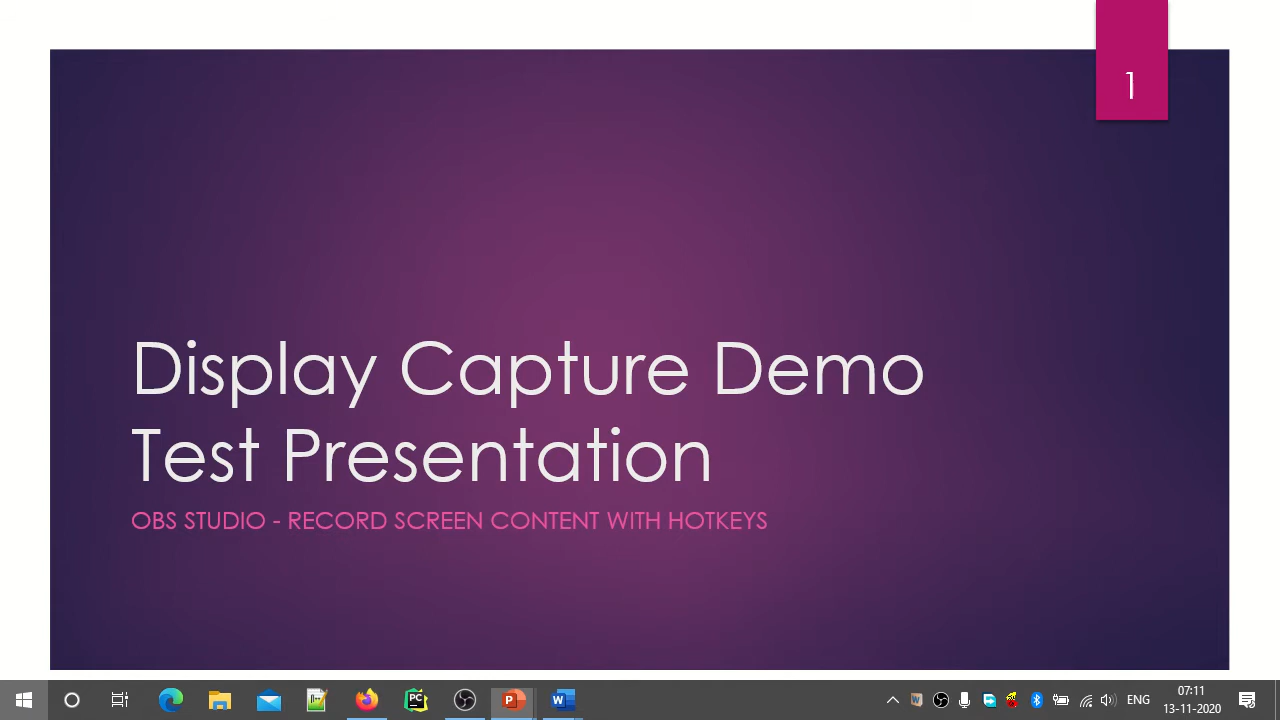 1
Display Capture Demo
Test Presentation
OBS STUDIO - RECORD SCREEN CONTENT WITH HOTKEYS
PC
P
W
W
ENG
07:11
13-11-2020